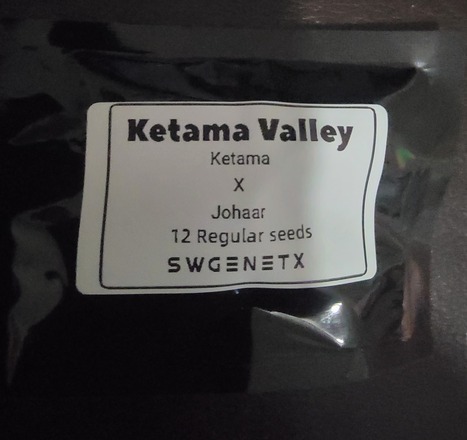 Ketama Valley
Ketama
X
Johaar
12 Regular seeds
SWGENETX